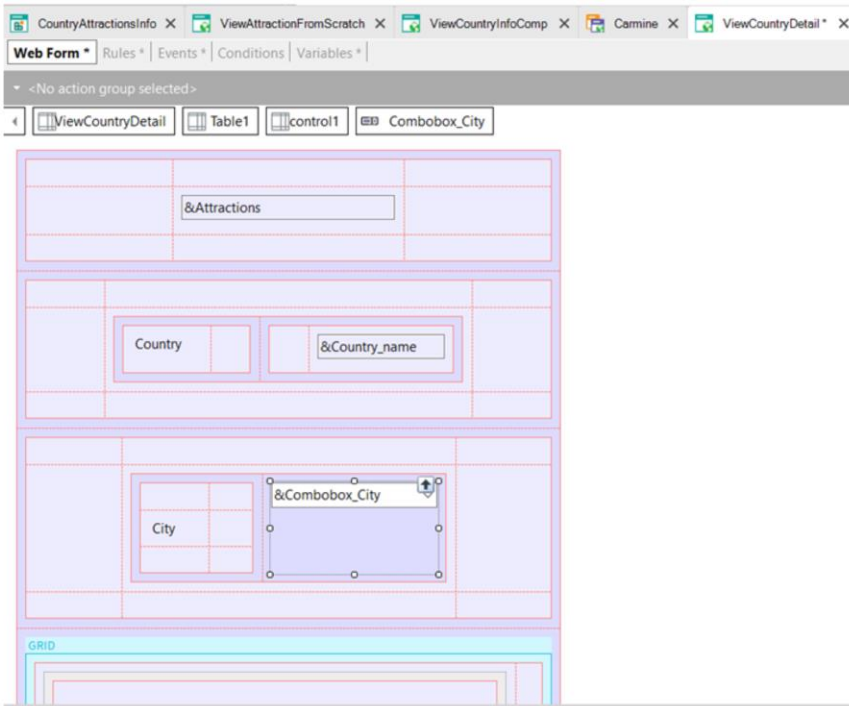 CountryAttractionsInfo X ViewAttractionFromScratch X ViewCountryInfoComp X Carmine X ViewCountryDetail * X
Web Form * Rules * Events * Conditions Variables *
<No action group selected>
ViewCountryDetail Table1 control1 Combobox_City
&Attractions
Country &Country_name
&Combobox_City
City
GRID